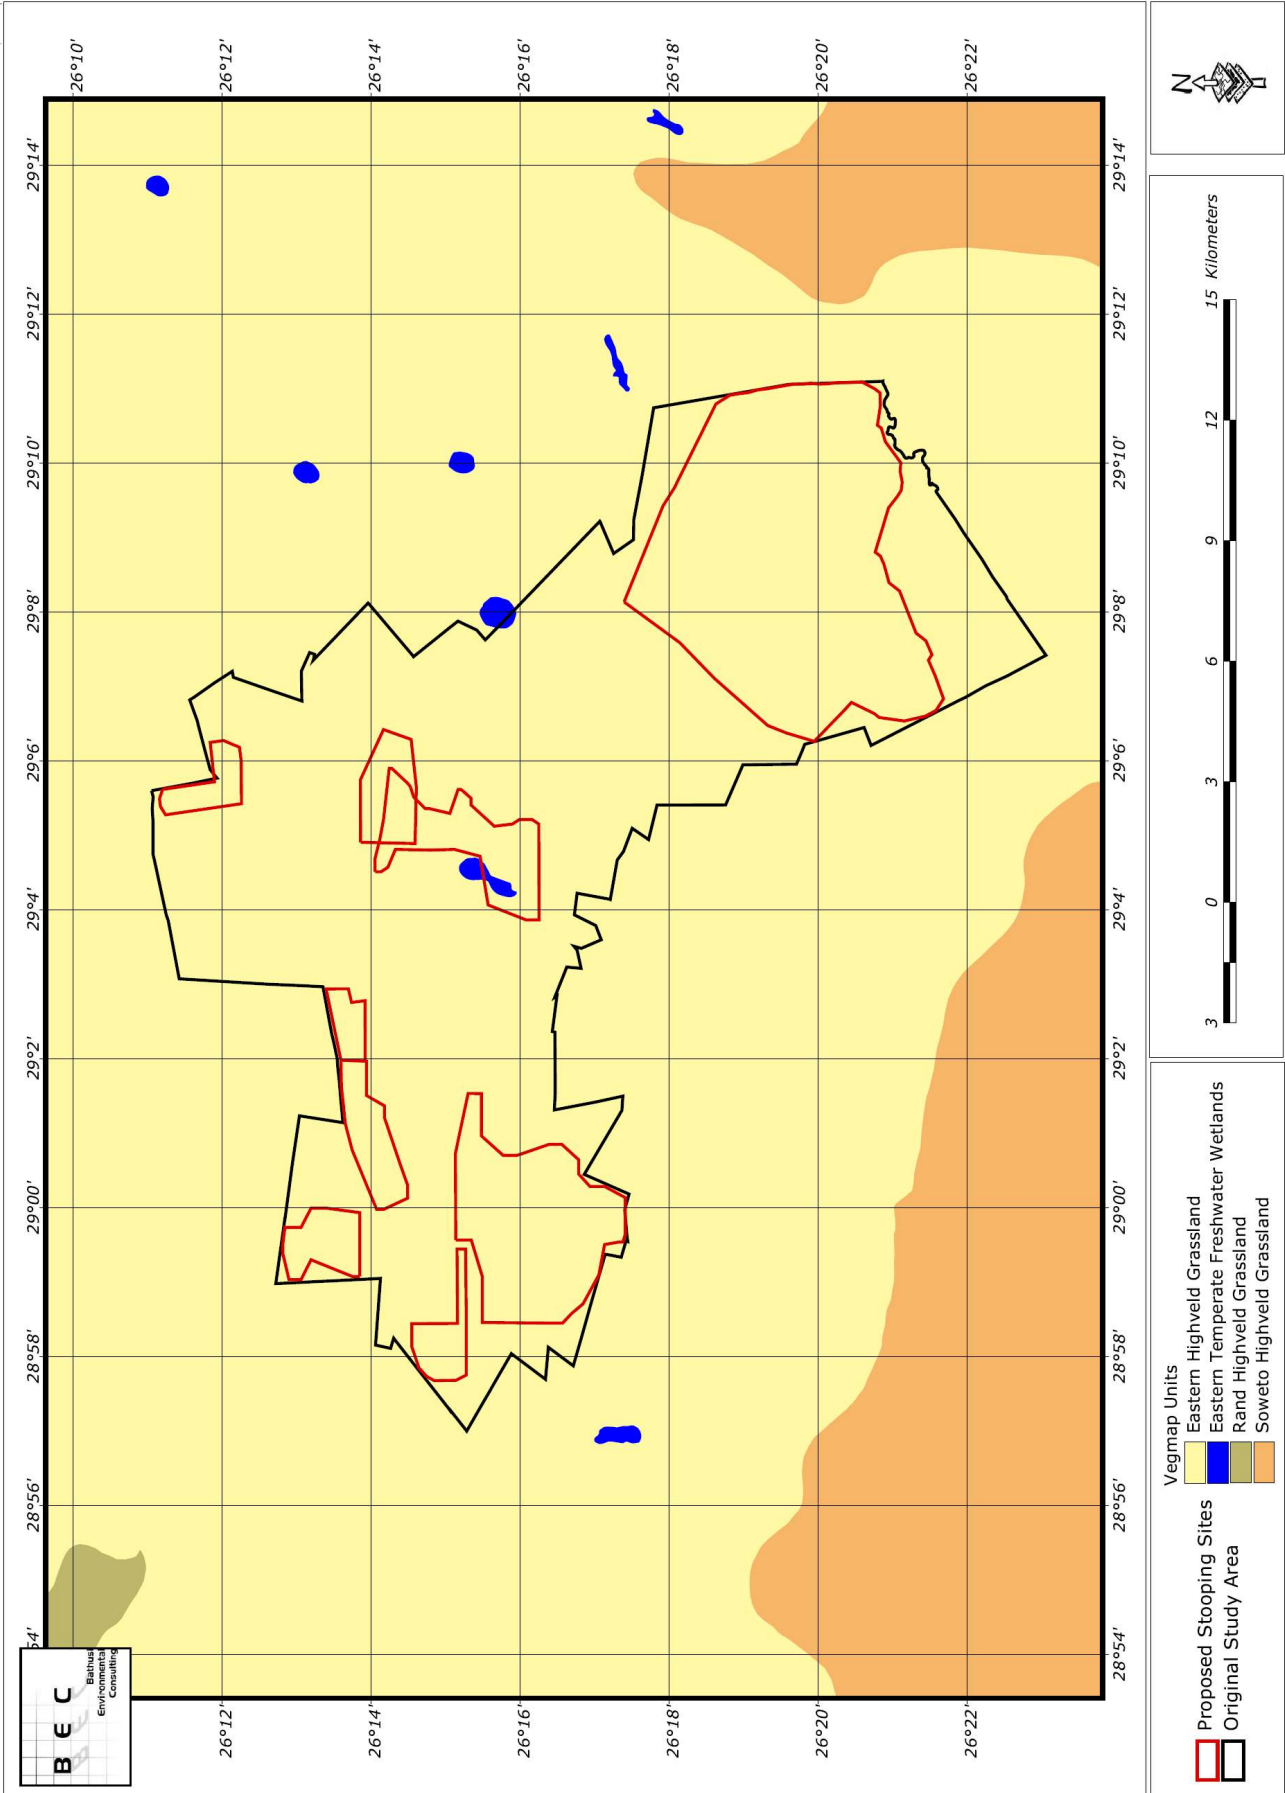 B E C
Bathusi
Environmental
Consulting
54' 28°56' 28°58' 29°00' 29°2' 29°4' 29°6' 29°8' 29°10' 29°12' 29°14'
26°10'
26°12' 26°12'
26°14' 26°14'
26°16' 26°16'
26°18' 26°18'
26°20' 26°20'
26°22' 26°22'
28°54' 28°56' 28°58' 29°00' 29°2' 29°4' 29°6' 29°8' 29°10' 29°12' 29°14'
Proposed Stooping Sites
Original Study Area
Vegmap Units
Eastern Highveld Grassland
Eastern Temperate Freshwater Wetlands
Rand Highveld Grassland
Soweto Highveld Grassland
3 0 3 6 9 12 15 Kilometers
N